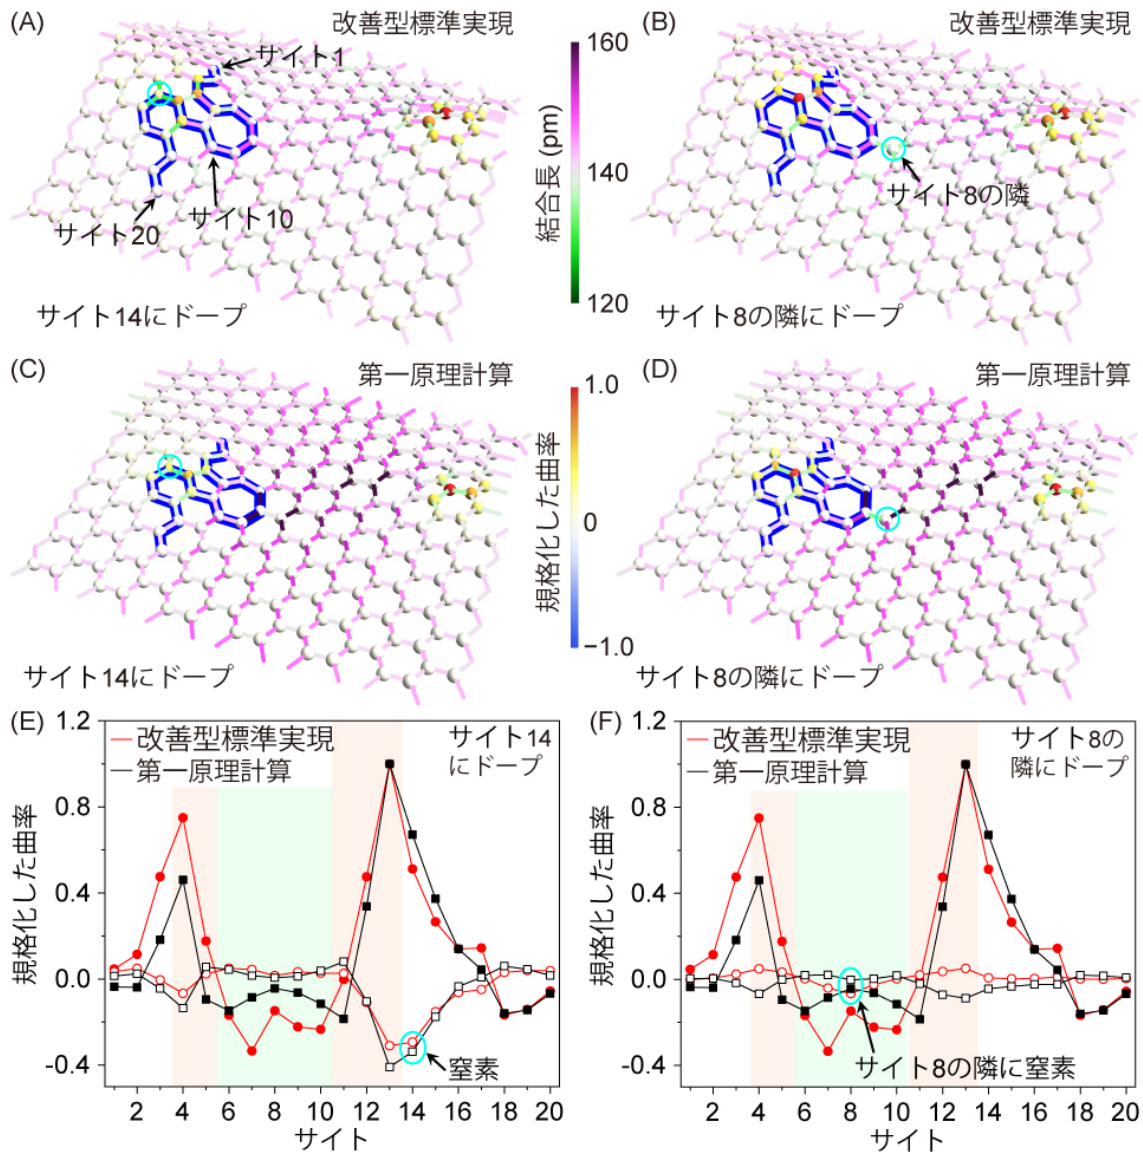 (A)
改善型標準実現
サイト1
サイト10
サイト20
サイト14にドープ
160
140
120
結合長 (pm)
(B)
改善型標準実現
サイト8の隣
サイト8の隣にドープ
(C)
第一原理計算
サイト14にドープ
1.0
0
−1.0
規格化した曲率
(D)
第一原理計算
サイト8の隣にドープ
(E)
1.2
0.8
0.4
0.0
-0.4
規格化した曲率
改善型標準実現
第一原理計算
サイト14
にドープ
窒素
2 4 6 8 10 12 14 16 18 20
サイト
(F)
1.2
0.8
0.4
0.0
-0.4
規格化した曲率
改善型標準実現
第一原理計算
サイト8の
隣にドープ
サイト8の隣に窒素
2 4 6 8 10 12 14 16 18 20
サイト